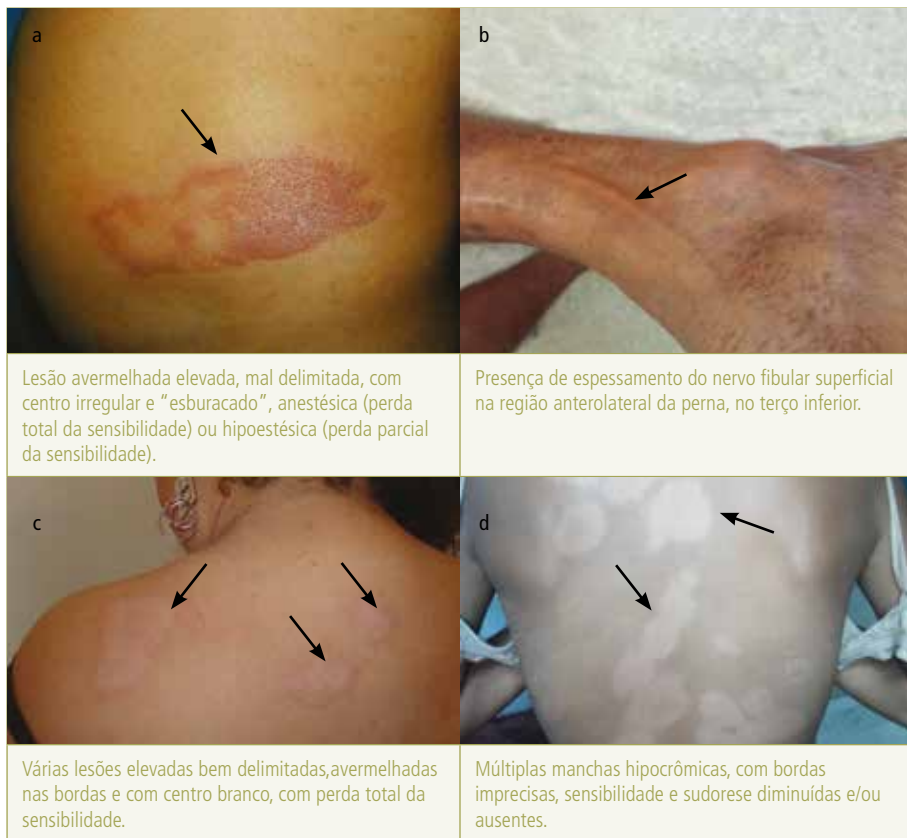 a
b
Lesão avermelhada elevada, mal delimitada, com
centro irregular e “esburacado”, anestésica (perda
total da sensibilidade) ou hipoestésica (perda parcial
da sensibilidade).
Presença de espessamento do nervo fibular superficial
na região anterolateral da perna, no terço inferior.
c
d
Várias lesões elevadas bem delimitadas,avermelhadas
nas bordas e com centro branco, com perda total da
sensibilidade.
Múltiplas manchas hipocrômicas, com bordas
imprecisas, sensibilidade e sudorese diminuídas e/ou
ausentes.